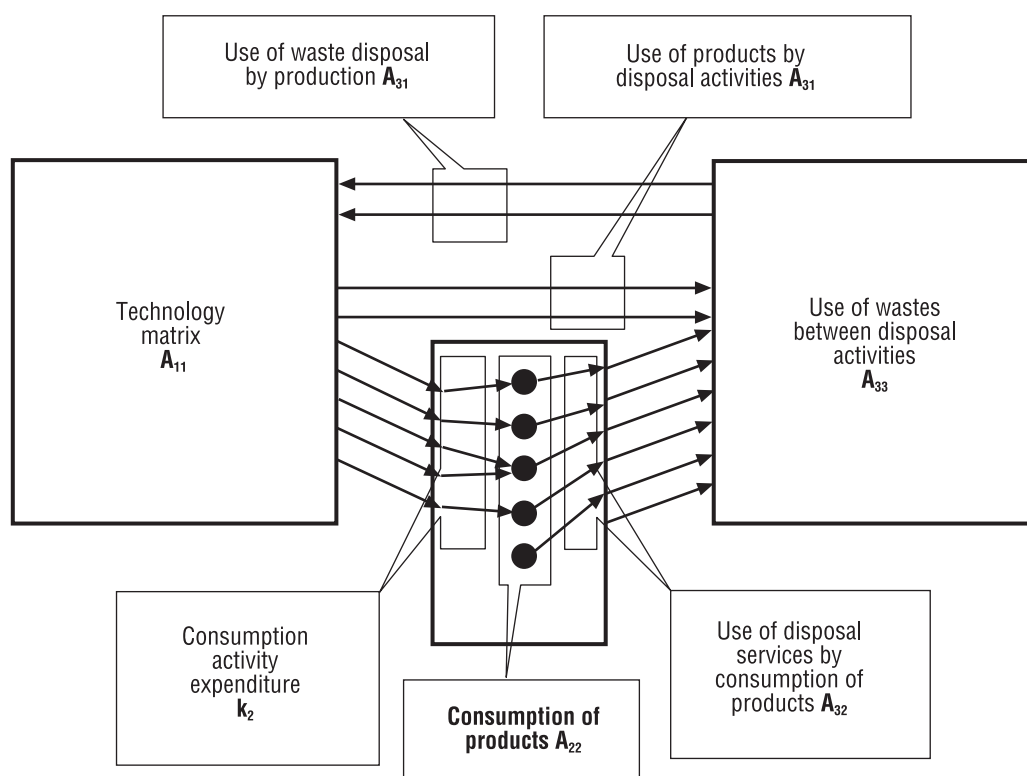 Use of waste disposal
by production A₃₁
Use of products by
disposal activities A₃₁
Technology
matrix
A₁₁
Use of wastes
between disposal
activities
A₃₃
Consumption
activity
expenditure
k₂
Consumption of
products A₂₂
Use of disposal
services by
consumption of
products A₃₂